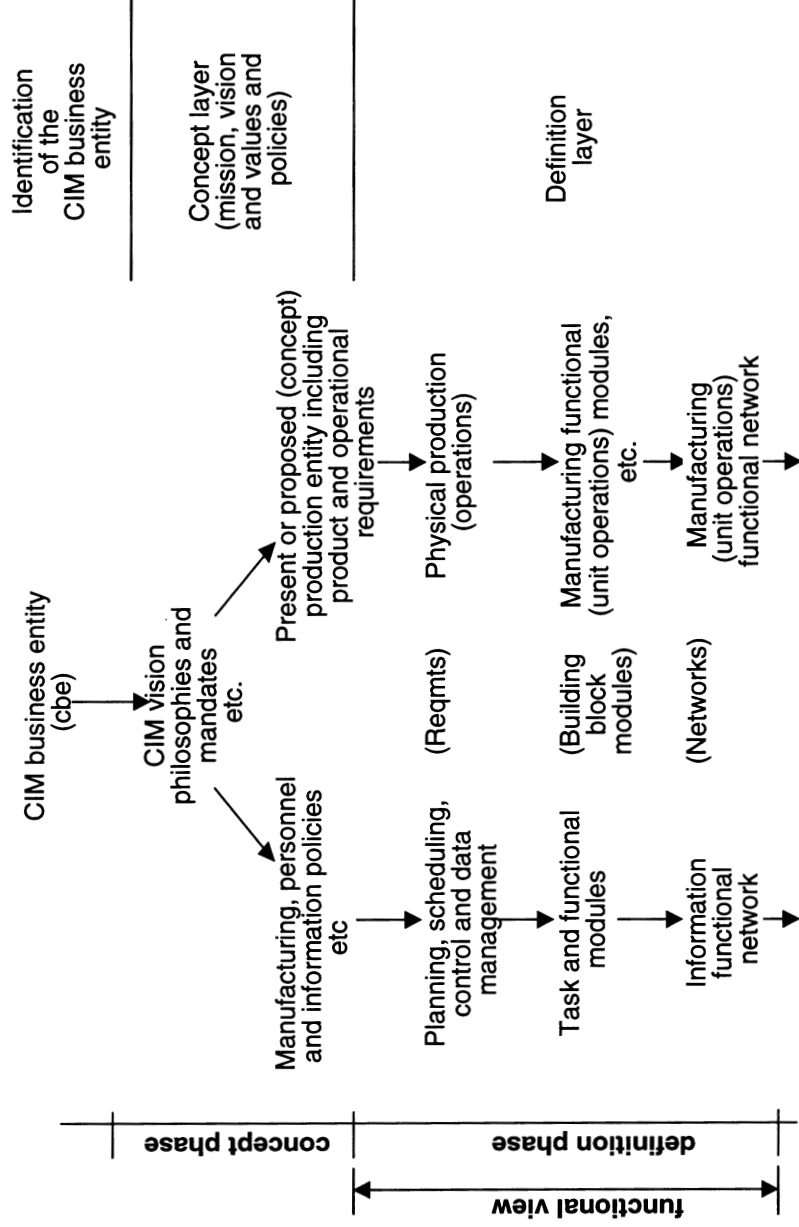 CIM business entity
(cbe)
Identification
of the
CIM business
entity
CIM vision
philosophies and
mandates
etc.
Concept layer
(mission, vision
and values and
policies)
Manufacturing, personnel
and information policies
etc
Present or proposed (concept)
production entity including
product and operational
requirements
concept phase
Planning, scheduling,
control and data
management
(Reqmts)
Physical production
(operations)
Definition
layer
Task and functional
modules
(Building
block
modules)
Manufacturing functional
(unit operations) modules,
etc.
Information
functional
network
(Networks)
Manufacturing
(unit operations)
functional network
definition phase
functional view